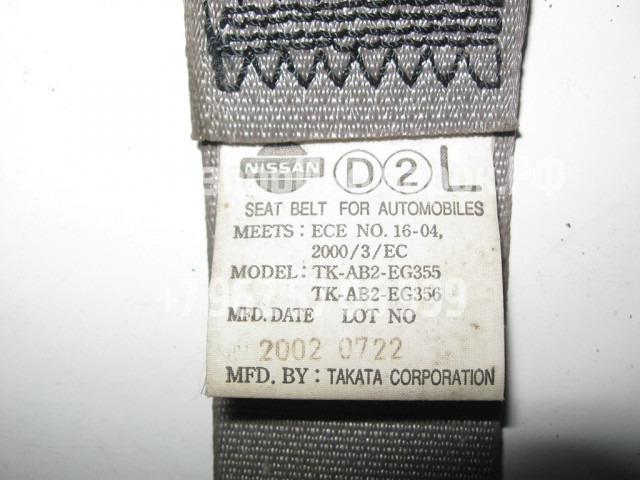 NISSAN D 2 L
SEAT BELT FOR AUTOMOBILES
MEETS: ECE NO. 16-04,
2000/3/EC
MODEL: TK-AB2-EG355
TK-AB2-EG356
MFD. DATE LOT NO
2002 0722
MFD. BY: TAKATA CORPORATION